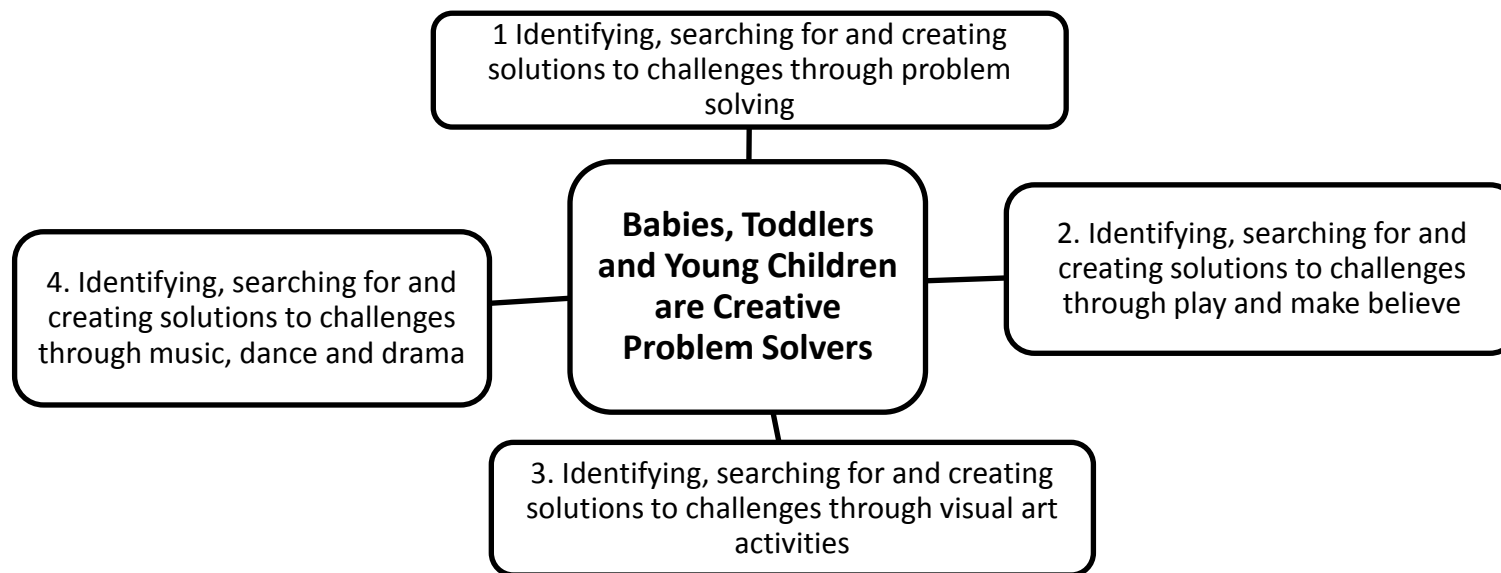 1 Identifying, searching for and creating
solutions to challenges through problem
solving
Babies, Toddlers
and Young Children
are Creative
Problem Solvers
2. Identifying, searching for and
creating solutions to challenges
through play and make believe
3. Identifying, searching for and creating
solutions to challenges through visual art
activities
4. Identifying, searching for and
creating solutions to challenges
through music, dance and drama